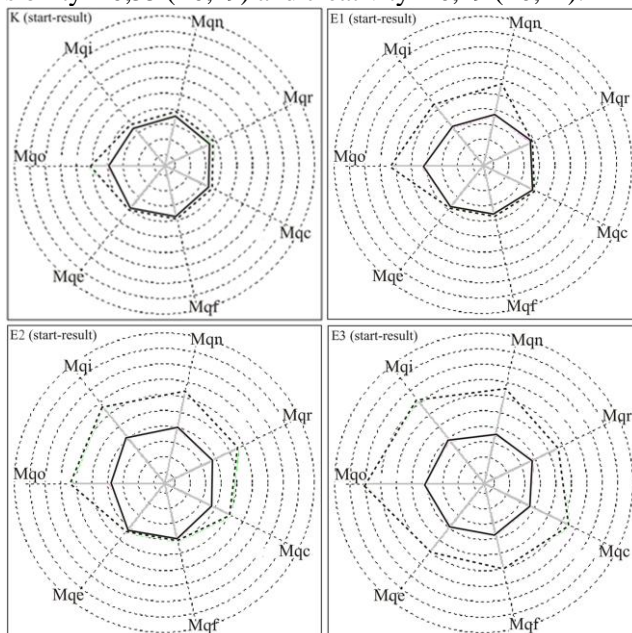 K (start-result)
Mqn
Mqi
Mqr
Mqo
Mqc
Mqe
Mqf
E1 (start-result)
Mqn
Mqi
Mqr
Mqo
Mqc
Mqe
Mqf
E2 (start-result)
Mqn
Mqi
Mqr
Mqo
Mqc
Mqe
Mqf
E3 (start-result)
Mqn
Mqi
Mqr
Mqo
Mqc
Mqe
Mqf